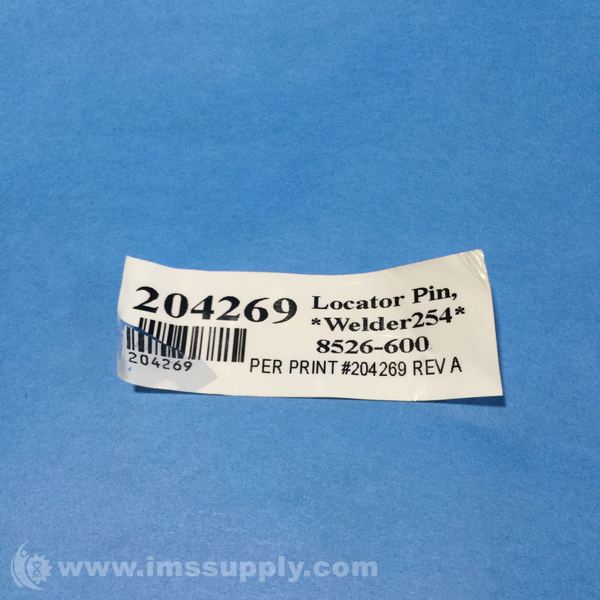 204269
Locator Pin,
*Welder254*
8526-600
204269
PER PRINT #204269 REV A
www.imssupply.com